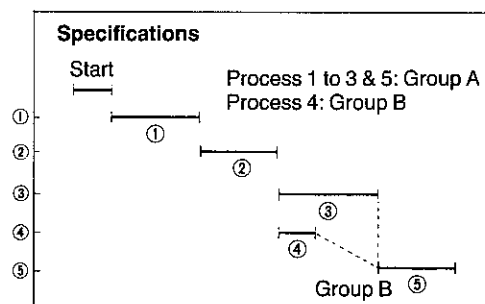 Specifications
Start
Process 1 to 3 & 5: Group A
Process 4: Group B
① ①
② ②
③ ③
④ ④
⑤ ⑤
Group B